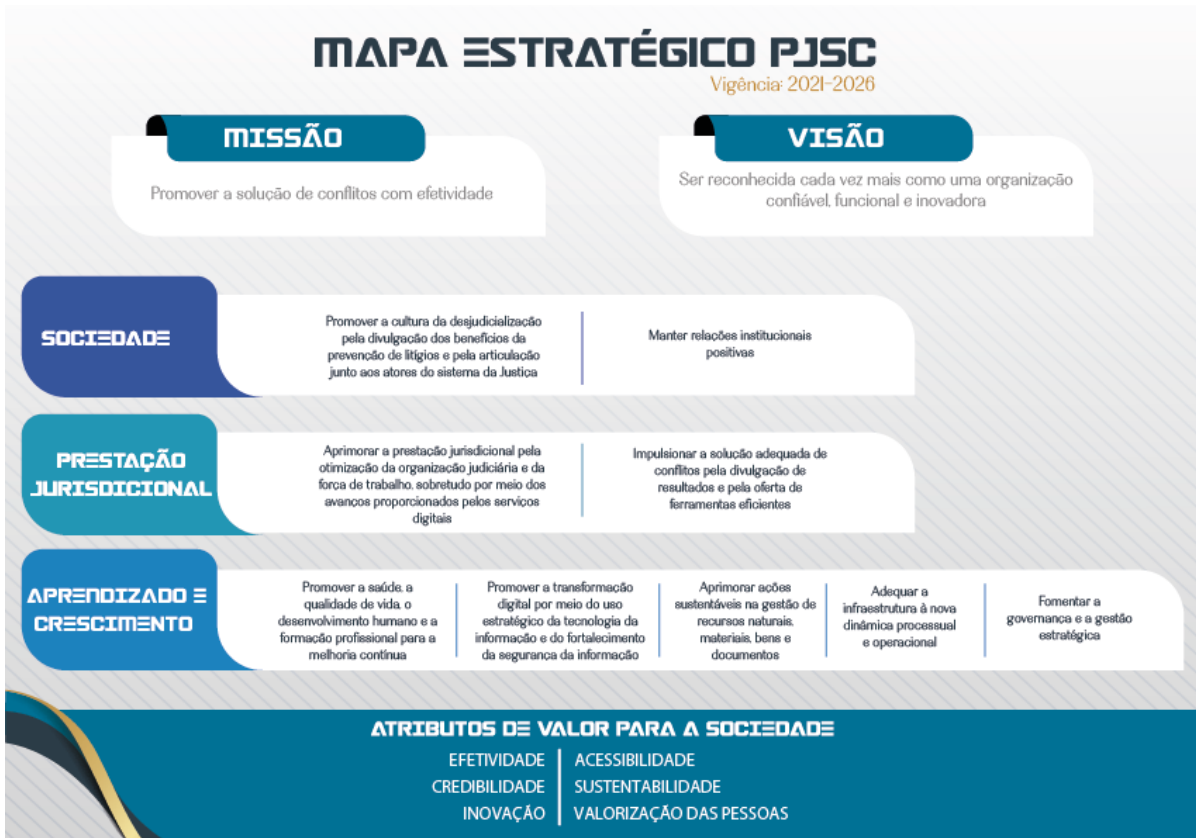 MAPA ESTRATÉGICO PJSC
Vigência: 2021-2026
MISSÃO
Promover a solução de conflitos com efetividade
VISÃO
Ser reconhecida cada vez mais como uma organização
confiável, funcional e inovadora
SOCIEDADE
Promover a cultura da desjudicialização
pela divulgação dos benefícios da
prevenção de litígios e pela articulação
junto aos atores do sistema da Justiça
Manter relações institucionais
positivas
PRESTAÇÃO
JURISDICIONAL
Aprimorar a prestação jurisdicional pela
otimização da organização judiciária e da
força de trabalho, sobretudo por meio dos
avanços proporcionados pelos serviços
digitais
Impulsionar a solução adequada de
conflitos pela divulgação de
resultados e pela oferta de
ferramentas eficientes
APRENDIZADO E
CRESCIMENTO
Promover a saúde, a
qualidade de vida, o
desenvolvimento humano e a
formação profissional para a
melhoria contínua
Promover a transformação
digital por meio do uso
estratégico da tecnologia da
informação e do fortalecimento
da segurança da informação
Aprimorar ações
sustentáveis na gestão de
recursos naturais,
materiais, bens e
documentos
Adequar a
infraestrutura à nova
dinâmica processual
e operacional
Fomentar a
governança e a gestão
estratégica
ATRIBUTOS DE VALOR PARA A SOCIEDADE
EFETIVIDADE
CREDIBILIDADE
INOVAÇÃO
ACESSIBILIDADE
SUSTENTABILIDADE
VALORIZAÇÃO DAS PESSOAS